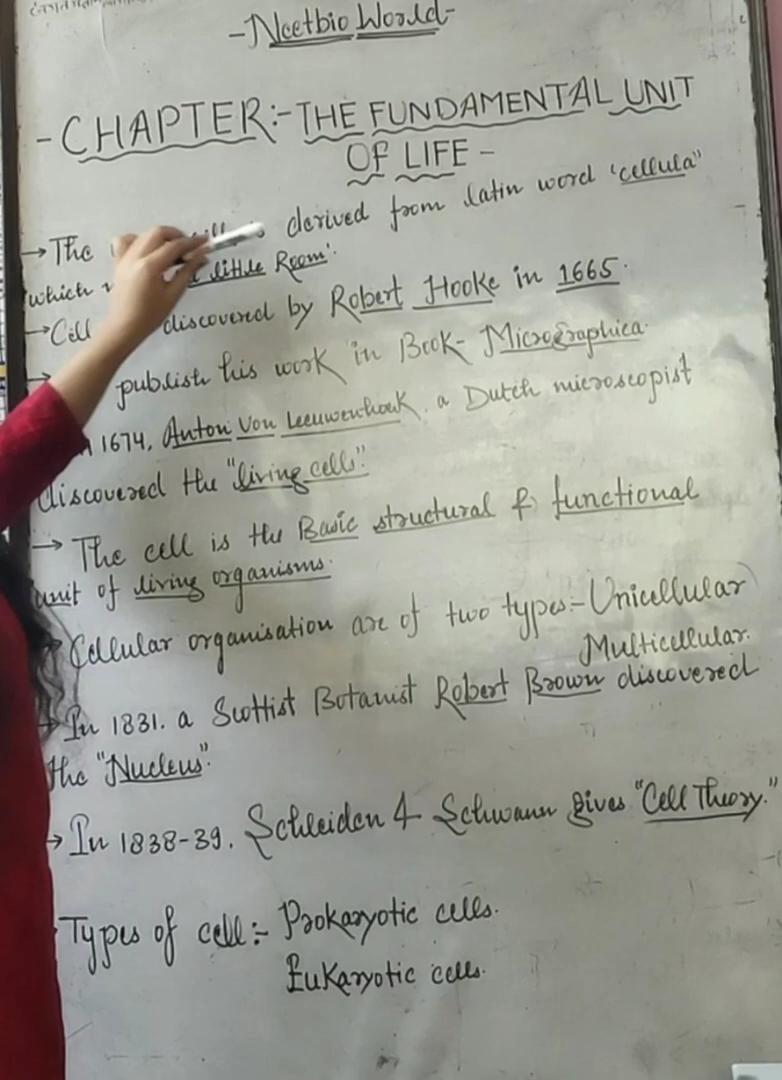 -Neetbio World-
-CHAPTER:-THE FUNDAMENTAL UNIT
OF LIFE-
→The is derived from latin word 'cellula"
which little Room'.
→Cell discovered by Robert Hooke in 1665.
publish his work in Book- Micrographica.
1674, Anton Von Leeuwenhouk, a Dutch microscopist
discovered the "living cells".
→ The cell is the Basic structural & functional
unit of living organisms.
→ Cellular organisation are of two types:- Unicellular
Multicellular.
→ In 1831. a Scottist Botanist Robert Brown discovered
the "Nucleus".
→ In 1838-39. Schleiden & Schwann gives "Cell Theory."
Types of cell:- Prokaryotic cells.
Eukaryotic cells.